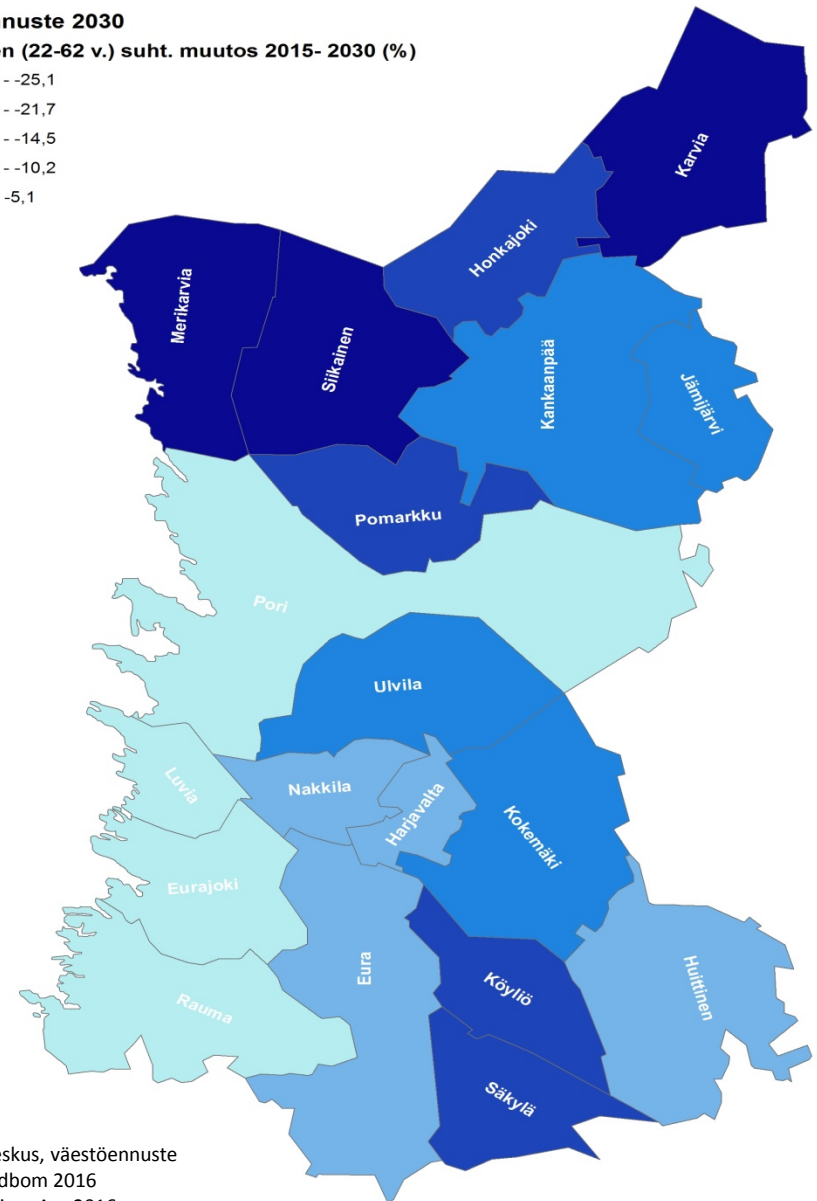 nuste 2030
en (22-62 v.) suht. muutos 2015- 2030 (%)
- -25,1
- -21,7
- -14,5
- -10,2
-5,1
Karvia
Honkajoki
Merikarvia
Siikainen
Kankaanpää
Jämijärvi
Pomarkku
Pori
Ulvila
Luvia
Nakkila
Harjavalta
Kokemäki
Eurajoki
Eura
Huittinen
Köyliö
Rauma
Säkylä
eskus, väestöennuste
dbom 2016
2016